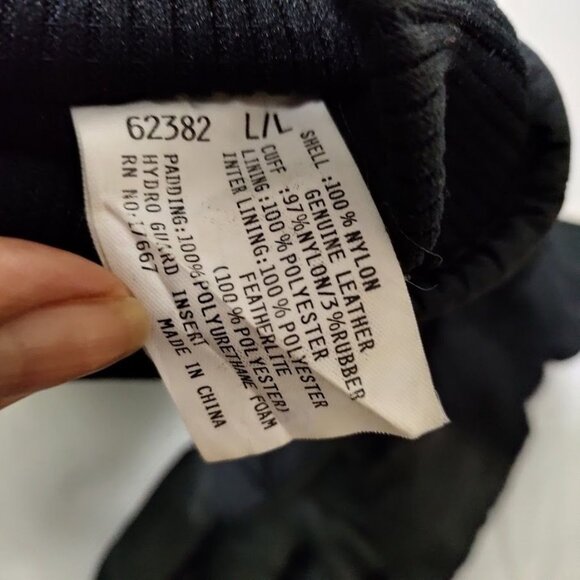 62382 L/L
SHELL :100% NYLON
GENUINE LEATHER
CUFF :97%NYLON/3%RUBBER
LINING :100%POLYESTER
INTER LINING:100%POLYESTER
FEATHERLITE
(100%POLYESTER)
PADDING:100%POLYURETHANE FOAM
HYDRO GUARD INSERT
RN NO:17667
MADE IN CHINA